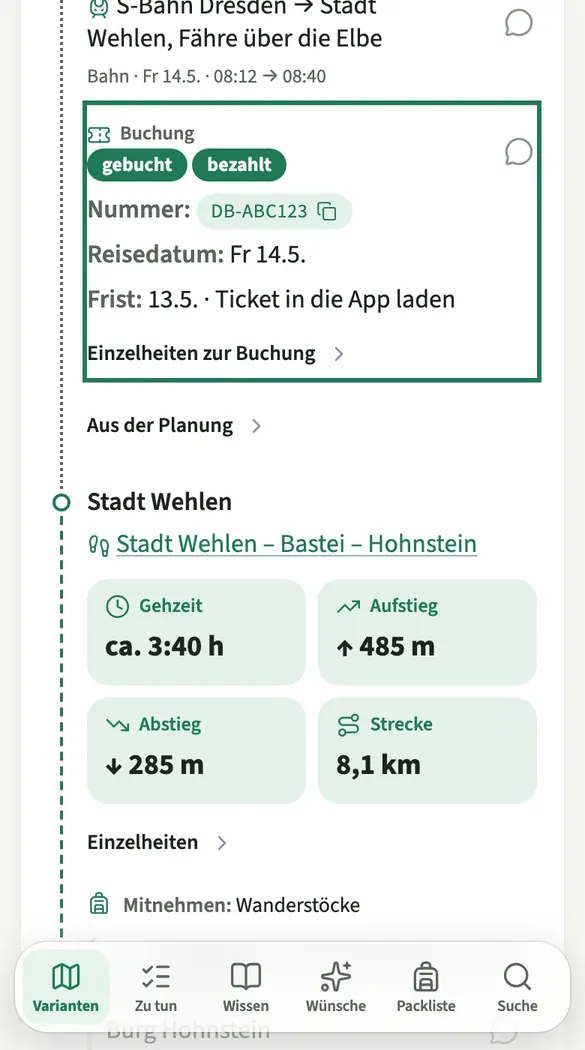 S-Bahn Dresden → Stadt
Wehlen, Fähre über die Elbe
Bahn · Fr 14.5. · 08:12 → 08:40
Buchung
gebucht bezahlt
Nummer: DB-ABC123
Reisedatum: Fr 14.5.
Frist: 13.5. · Ticket in die App laden
Einzelheiten zur Buchung
Aus der Planung
Stadt Wehlen
Stadt Wehlen – Bastei – Hohnstein
Gehzeit
ca. 3:40 h
Aufstieg
↑ 485 m
Abstieg
↓ 285 m
Strecke
8,1 km
Einzelheiten
Mitnehmen: Wanderstöcke
Varianten
Zu tun
Wissen
Wünsche
Packliste
Suche
Burg Hohnstein